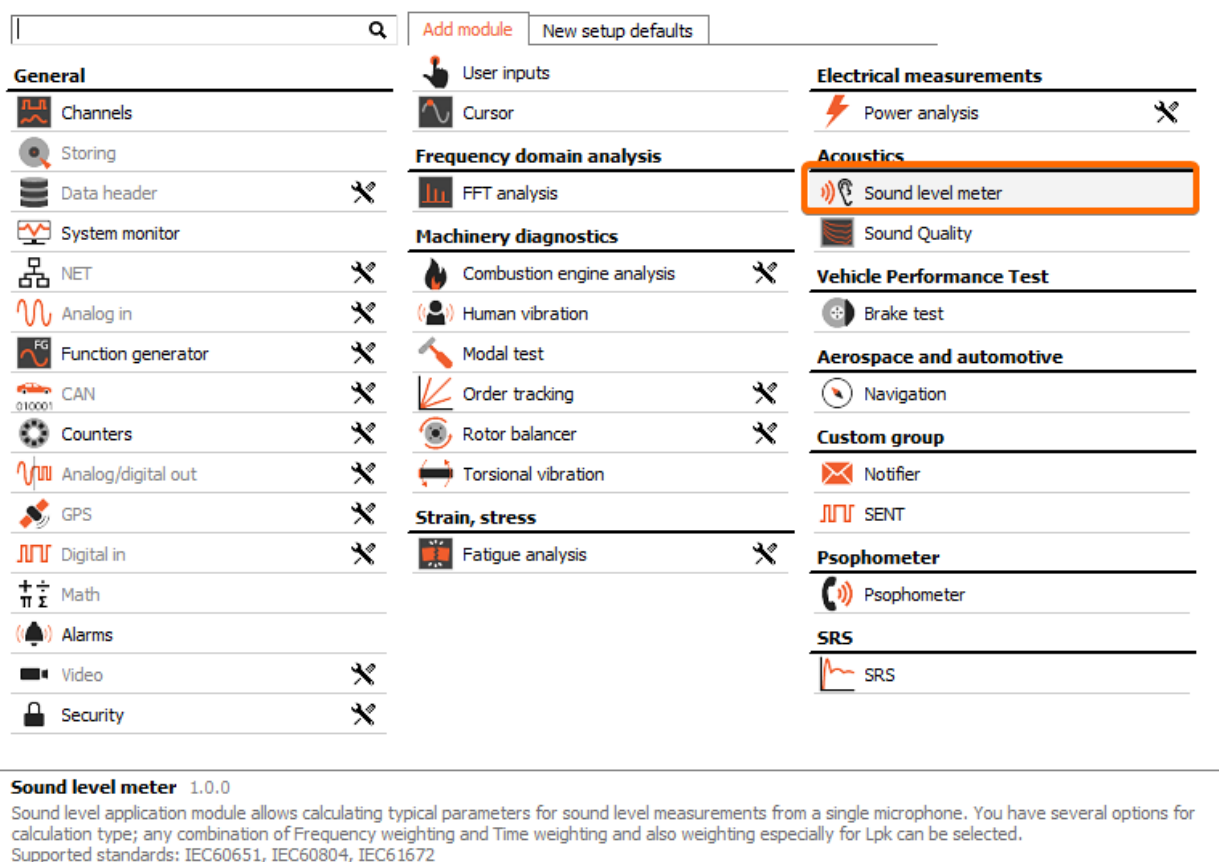 Add module
New setup defaults
General
Channels
Storing
Data header
System monitor
NET
Analog in
FG
Function generator
010001
CAN
Counters
Analog/digital out
GPS
Digital in
+ ÷
π Σ
Math
Alarms
Video
Security
User inputs
Cursor
Frequency domain analysis
FFT analysis
Machinery diagnostics
Combustion engine analysis
Human vibration
Modal test
Order tracking
Rotor balancer
Torsional vibration
Strain, stress
Fatigue analysis
Electrical measurements
Power analysis
Acoustics
Sound level meter
Sound Quality
Vehicle Performance Test
Brake test
Aerospace and automotive
Navigation
Custom group
Notifier
SENT
Psophometer
Psophometer
SRS
SRS
Sound level meter 1.0.0
Sound level application module allows calculating typical parameters for sound level measurements from a single microphone. You have several options for
calculation type; any combination of Frequency weighting and Time weighting and also weighting especially for Lpk can be selected.
Supported standards: IEC60651, IEC60804, IEC61672